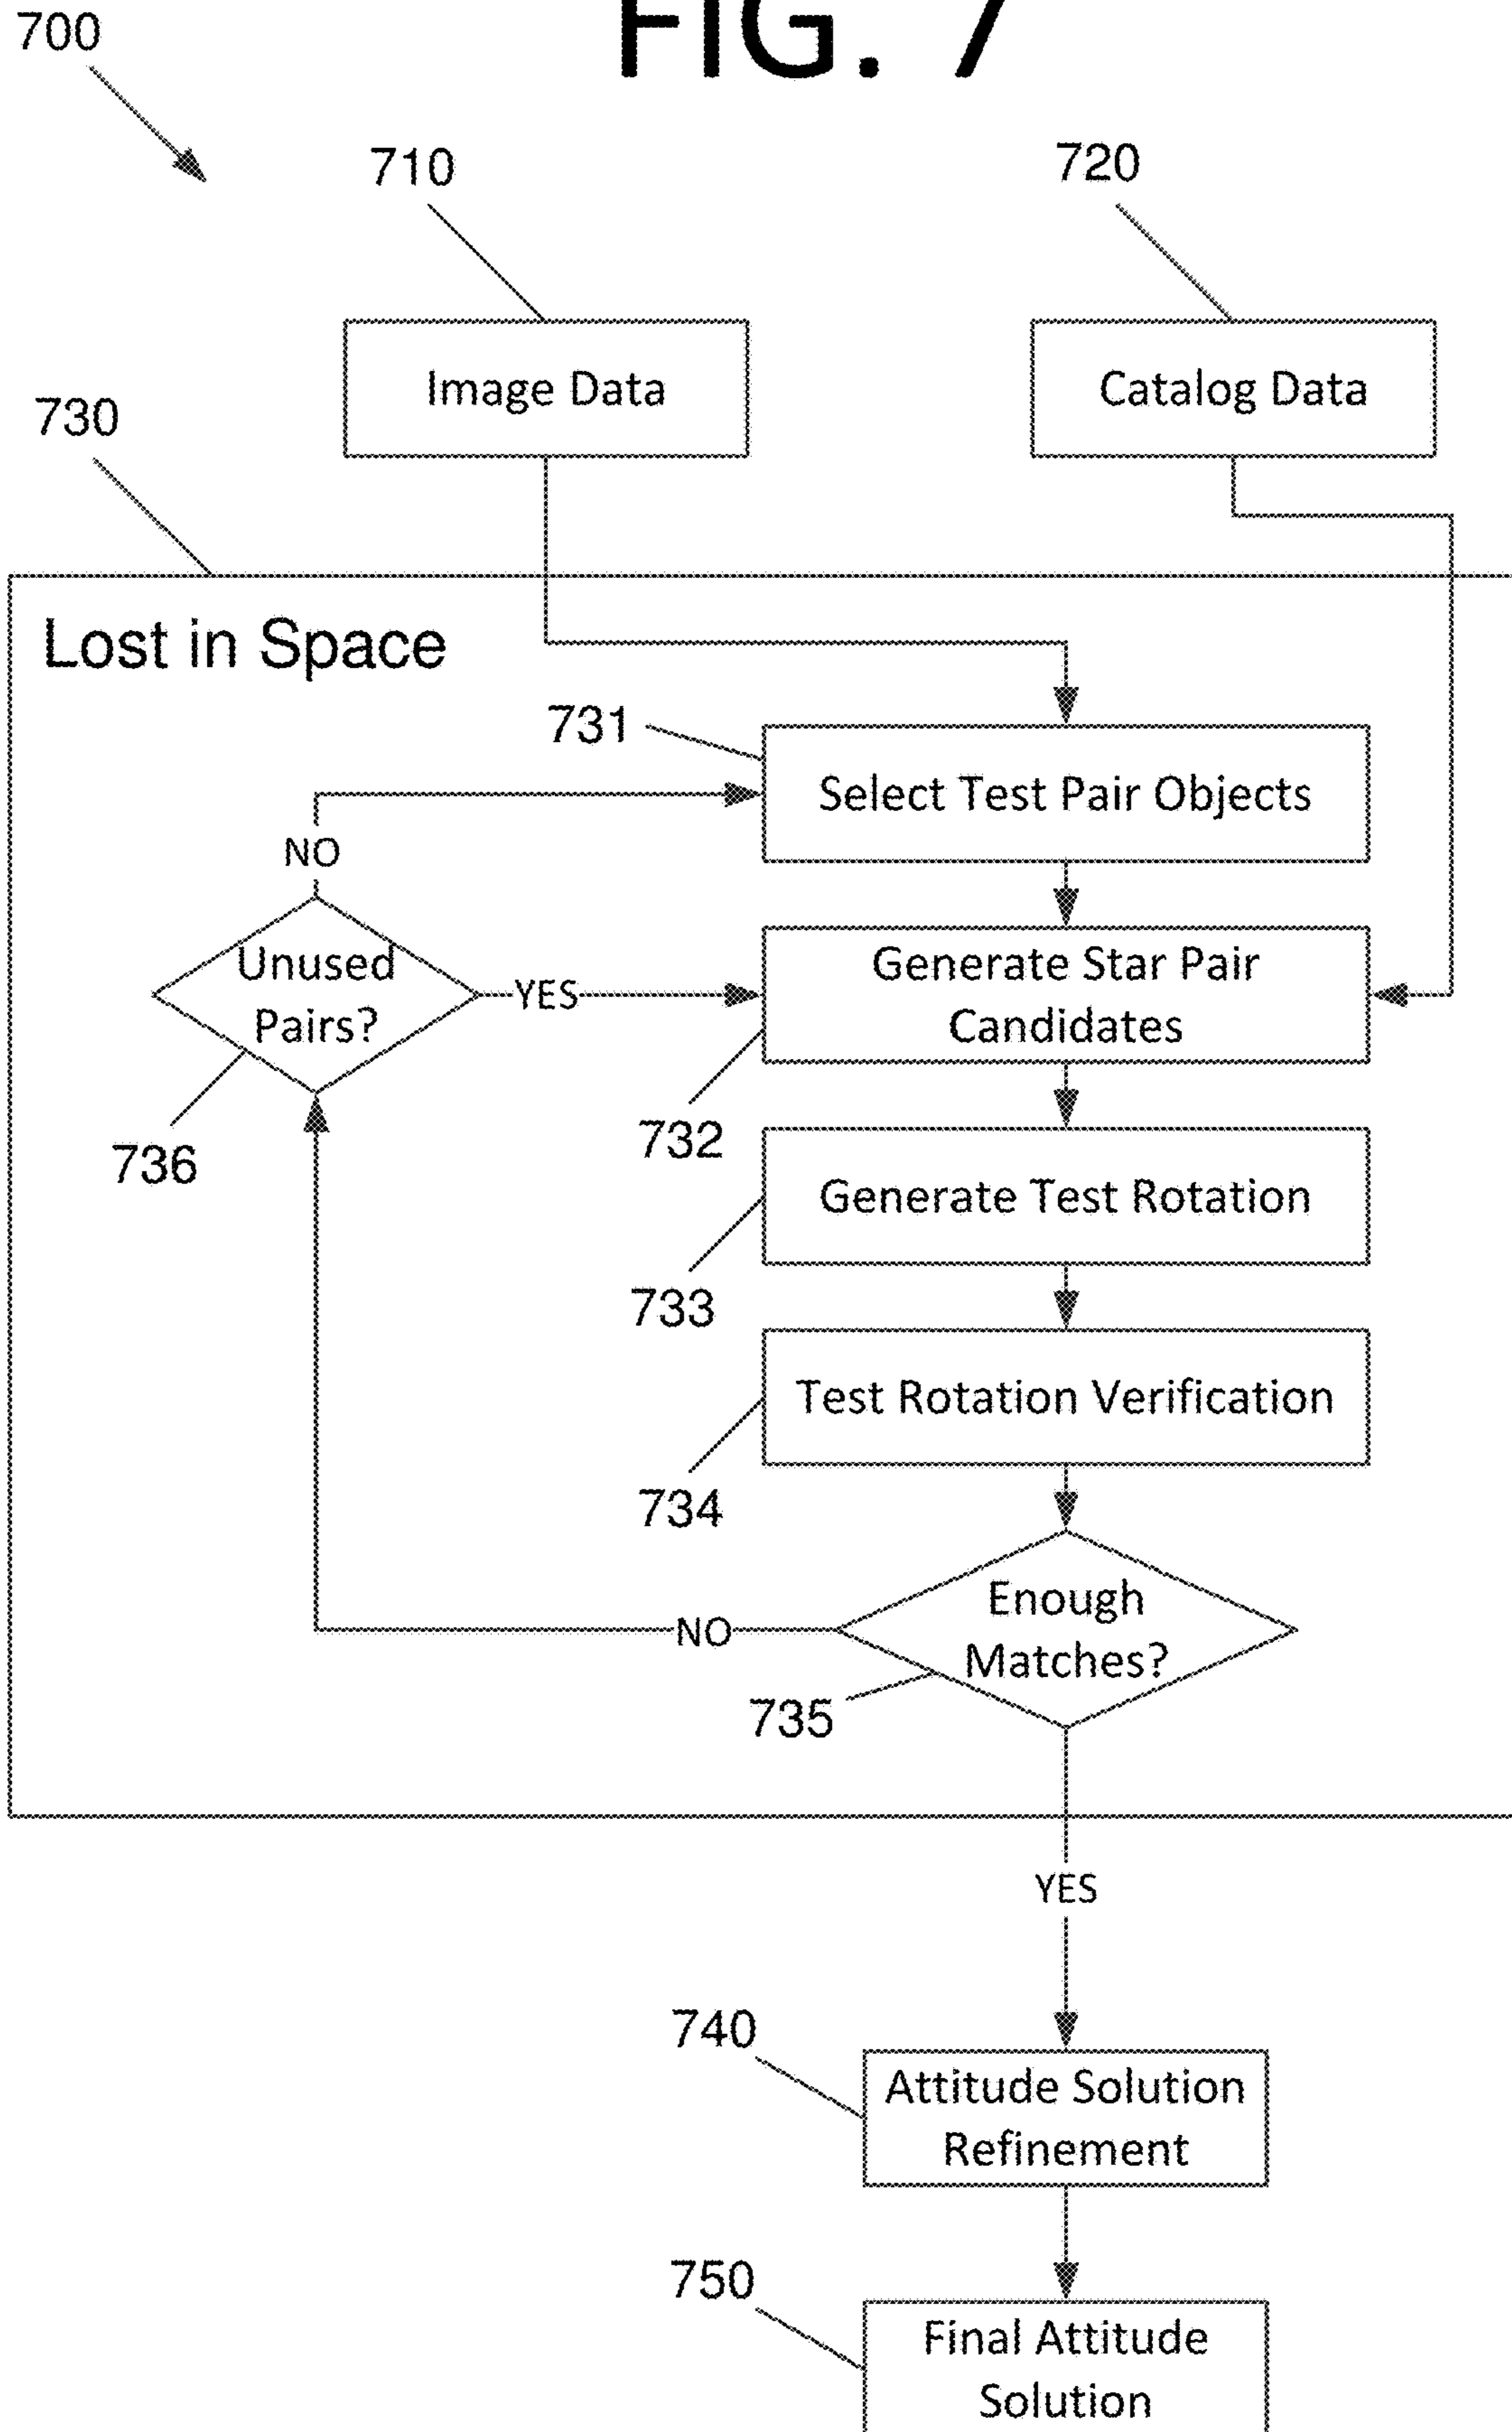 FIG. 7
700
710
720
Image Data
Catalog Data
730
Lost in Space
731
Select Test Pair Objects
NO
Unused
Pairs?
YES
Generate Star Pair
Candidates
732
736
Generate Test Rotation
733
Test Rotation Verification
734
Enough
Matches?
NO
735
YES
740
Attitude Solution
Refinement
750
Final Attitude
Solution